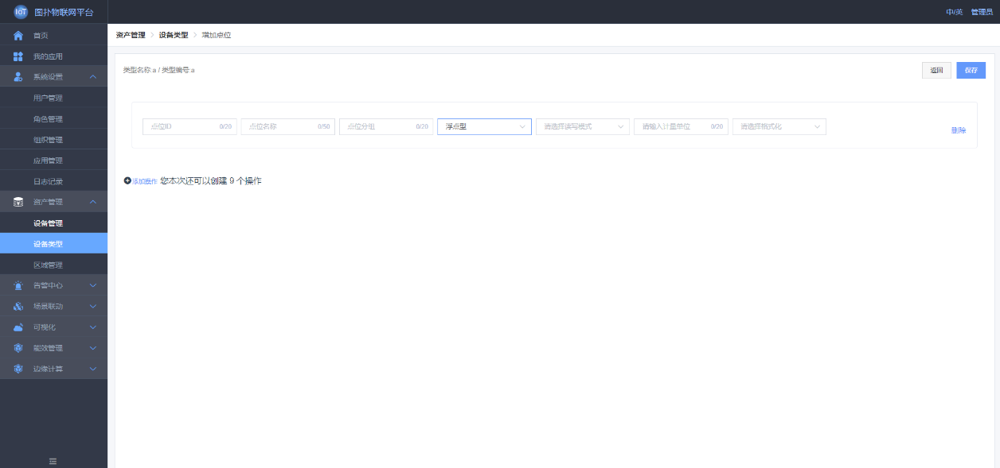 IoT 图扑物联网平台
中/英 管理员
首页
我的应用
系统设置
用户管理
角色管理
组织管理
应用管理
日志记录
资产管理
设备管理
设备类型
区域管理
告警中心
场景联动
可视化
能效管理
边缘计算
资产管理 > 设备类型 > 增加点位
类型名称:a / 类型编号:a
返回 保存
点位ID 0/20 点位名称 0/50 点位分组 0/20 浮点型 请选择读写模式 请输入计量单位 0/20 请选择格式化
删除
添加操作 您本次还可以创建 9 个操作